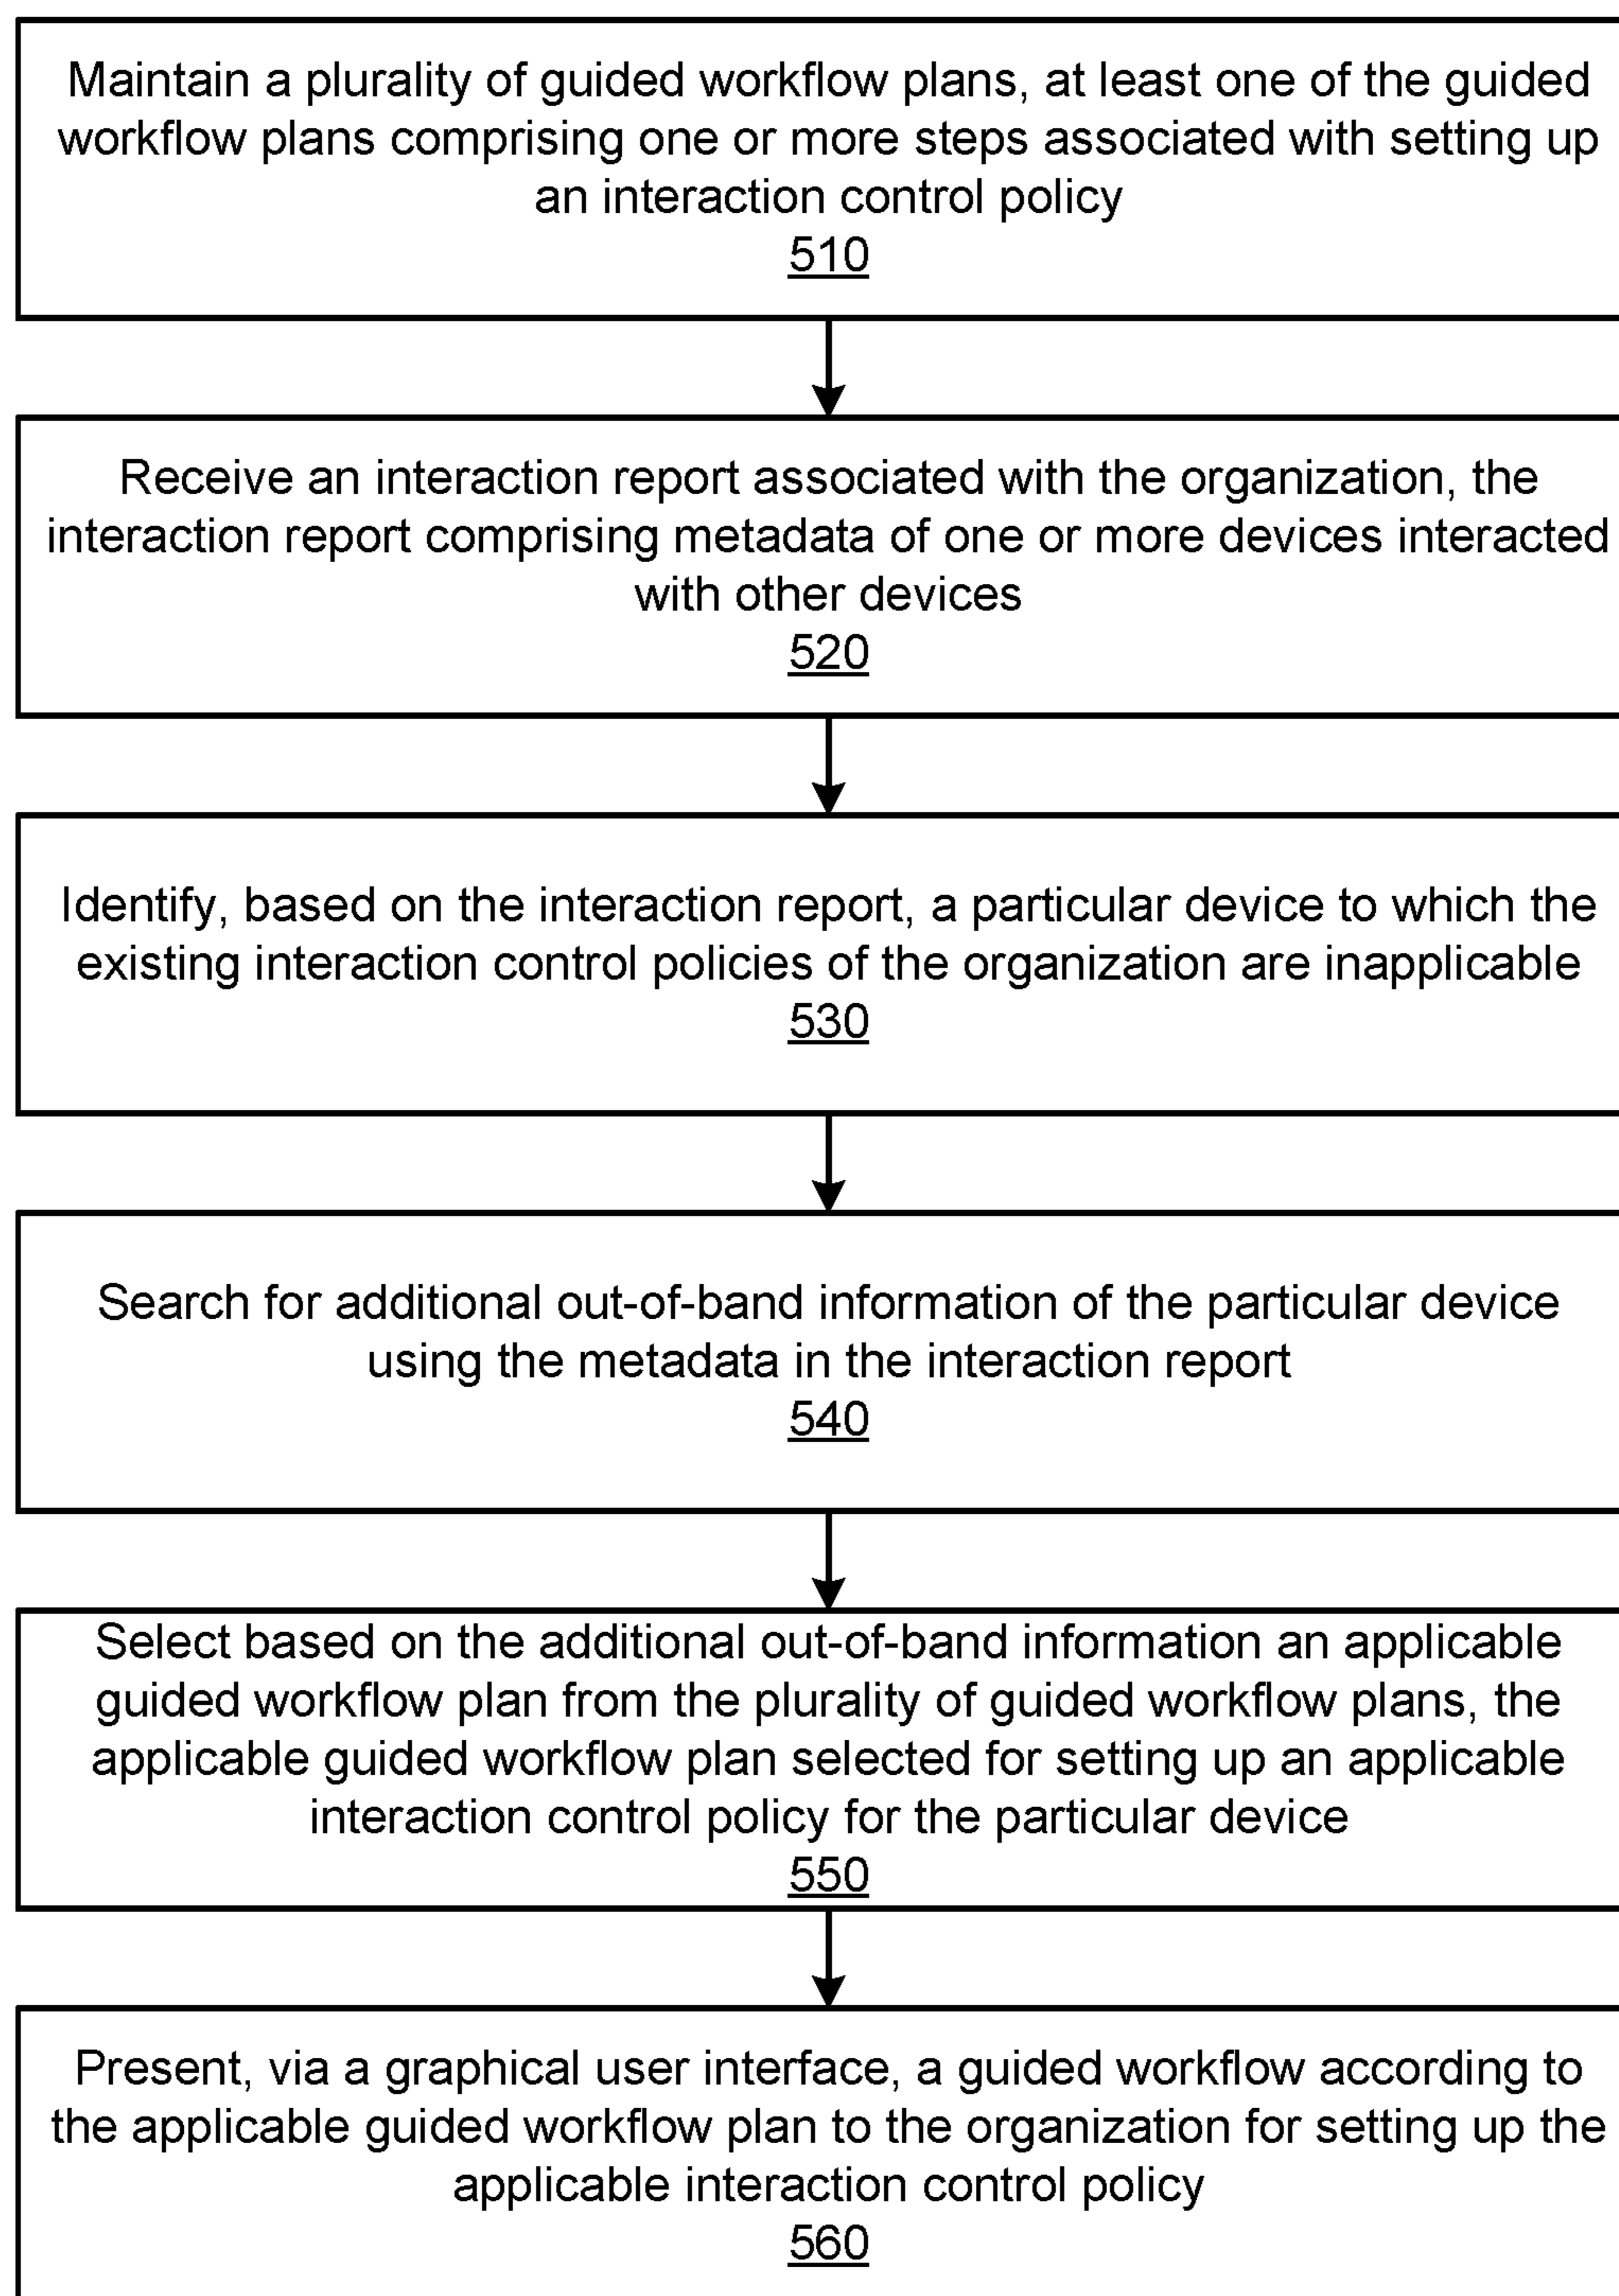 Maintain a plurality of guided workflow plans, at least one of the guided
workflow plans comprising one or more steps associated with setting up
an interaction control policy
510
Receive an interaction report associated with the organization, the
interaction report comprising metadata of one or more devices interacted
with other devices
520
Identify, based on the interaction report, a particular device to which the
existing interaction control policies of the organization are inapplicable
530
Search for additional out-of-band information of the particular device
using the metadata in the interaction report
540
Select based on the additional out-of-band information an applicable
guided workflow plan from the plurality of guided workflow plans, the
applicable guided workflow plan selected for setting up an applicable
interaction control policy for the particular device
550
Present, via a graphical user interface, a guided workflow according to
the applicable guided workflow plan to the organization for setting up the
applicable interaction control policy
560